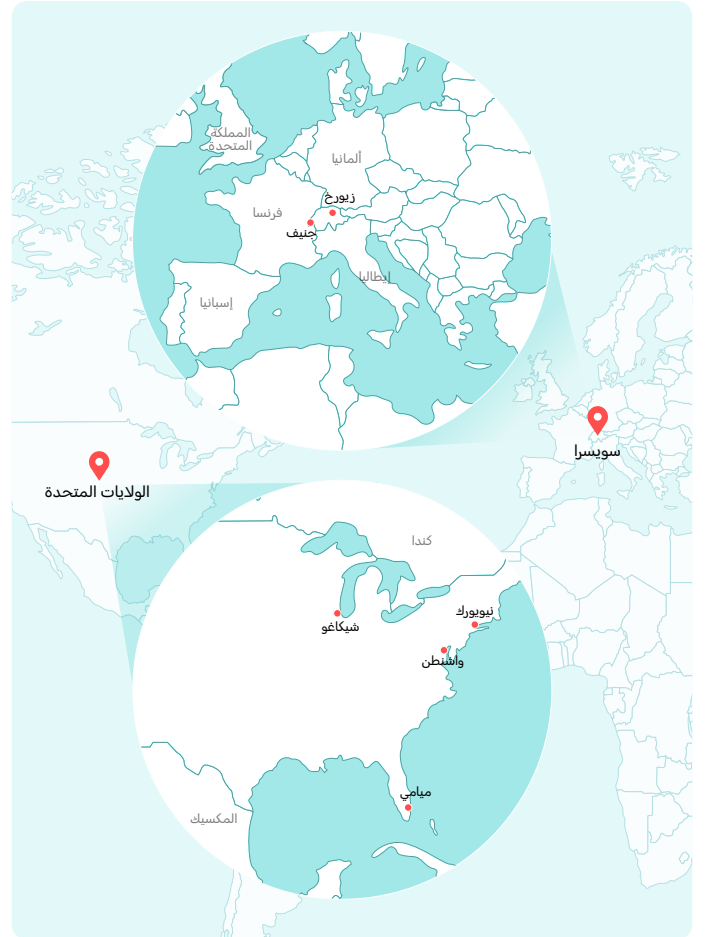 المملكة
المتحدة
ألمانيا
زيورخ
فرنسا
جنيف
إيطاليا
إسبانيا
سويسرا
الولايات المتحدة
كندا
نيويورك
شيكاغو
واشنطن
ميامي
المكسيك